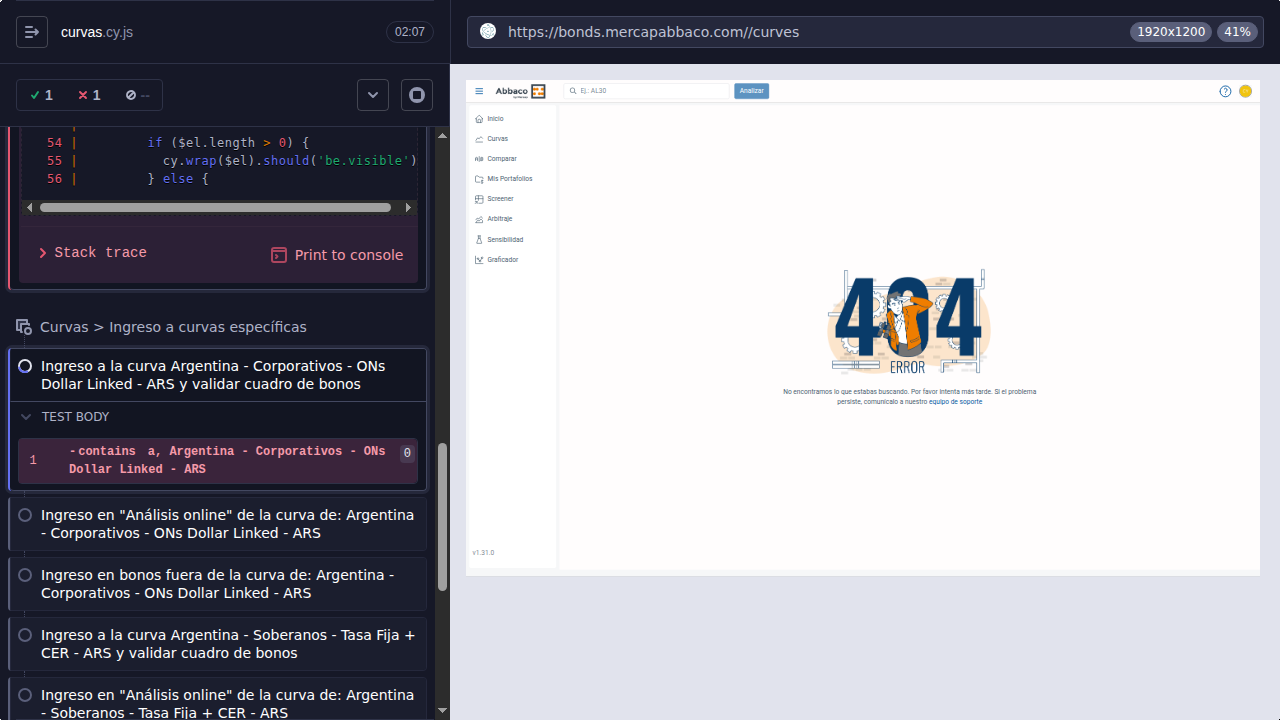 curvas.cy.js
02:07
1
1
--
54 |         if ($el.length > 0) {
55 |           cy.wrap($el).should('be.visible')
56 |         } else {
Stack trace
Print to console
Curvas > Ingreso a curvas específicas
Ingreso a la curva Argentina - Corporativos - ONs
Dollar Linked - ARS y validar cuadro de bonos
TEST BODY
1 -contains a, Argentina - Corporativos - ONs 0
Dollar Linked - ARS
Ingreso en "Análisis online" de la curva de: Argentina
- Corporativos - ONs Dollar Linked - ARS
Ingreso en bonos fuera de la curva de: Argentina -
Corporativos - ONs Dollar Linked - ARS
Ingreso a la curva Argentina - Soberanos - Tasa Fija +
CER - ARS y validar cuadro de bonos
Ingreso en "Análisis online" de la curva de: Argentina
- Soberanos - Tasa Fija + CER - ARS
https://bonds.mercapabbaco.com//curves
1920x1200
41%
Abbaco
Ej.: AL30
Analizar
Inicio
Curvas
Comparar
Mis Portafolios
Screener
Arbitraje
Sensibilidad
Graficador
v1.31.0
404
ERROR
No encontramos lo que estabas buscando. Por favor intenta más tarde. Si el problema
persiste, comunícalo a nuestro equipo de soporte